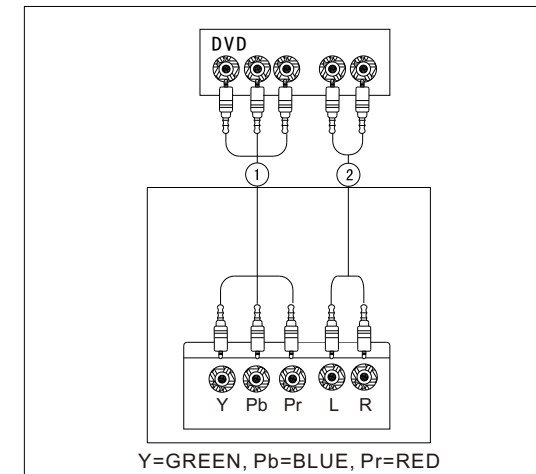 DVD
1 2
Y Pb Pr L R
Y=GREEN, Pb=BLUE, Pr=RED